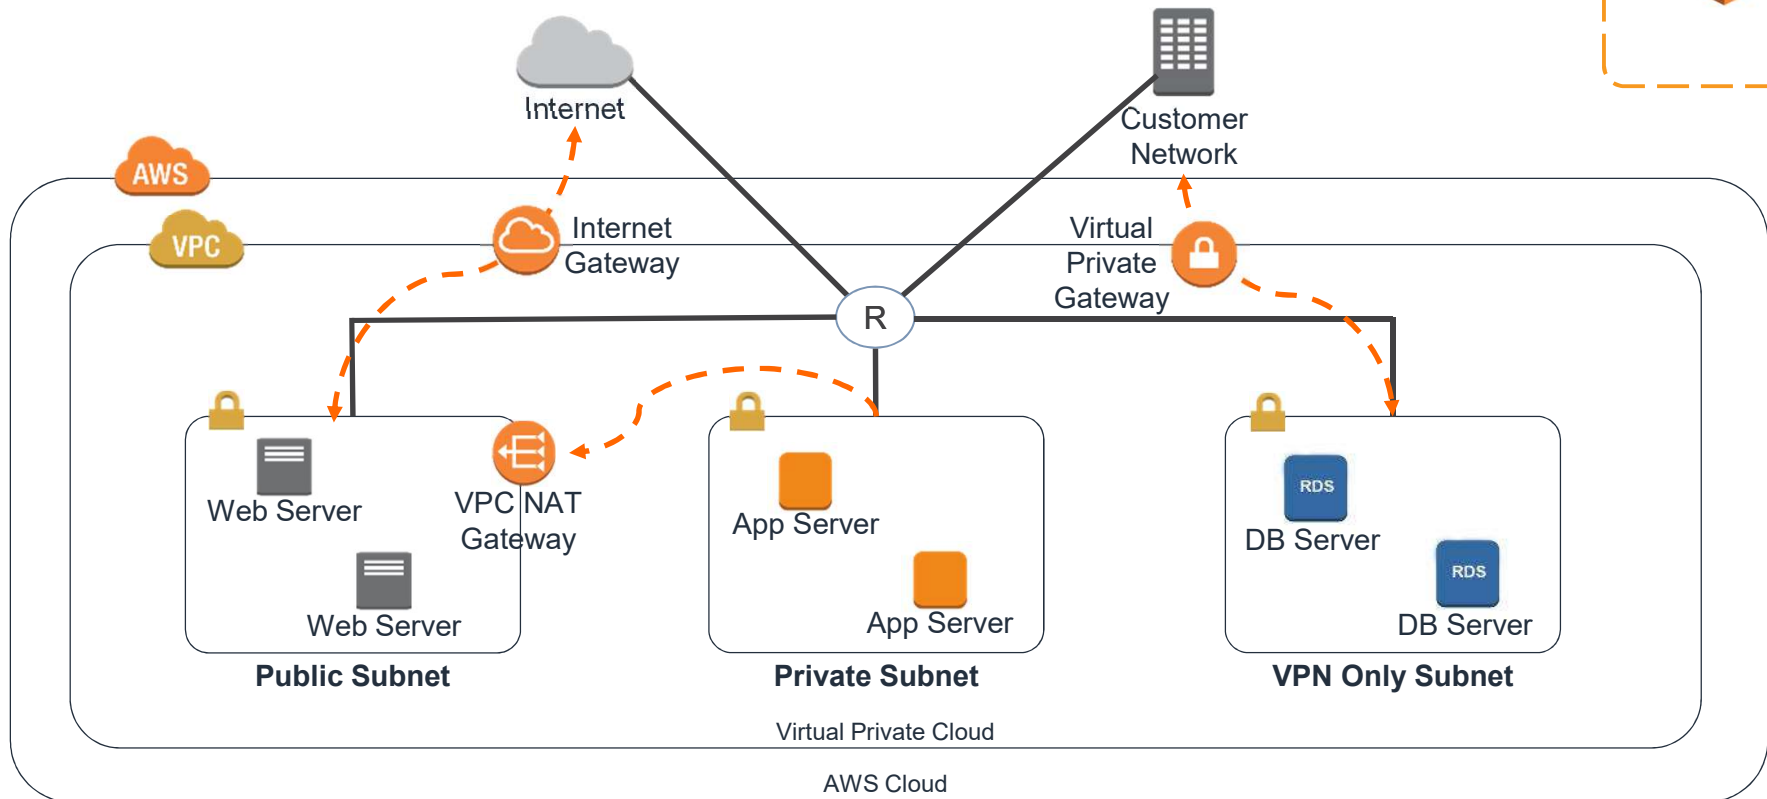 Internet
Customer
Network
AWS
VPC
Internet
Gateway
Virtual
Private
Gateway
R
Web Server
VPC NAT
Gateway
Web Server
App Server
App Server
RDS
DB Server
RDS
DB Server
Public Subnet
Private Subnet
VPN Only Subnet
Virtual Private Cloud
AWS Cloud